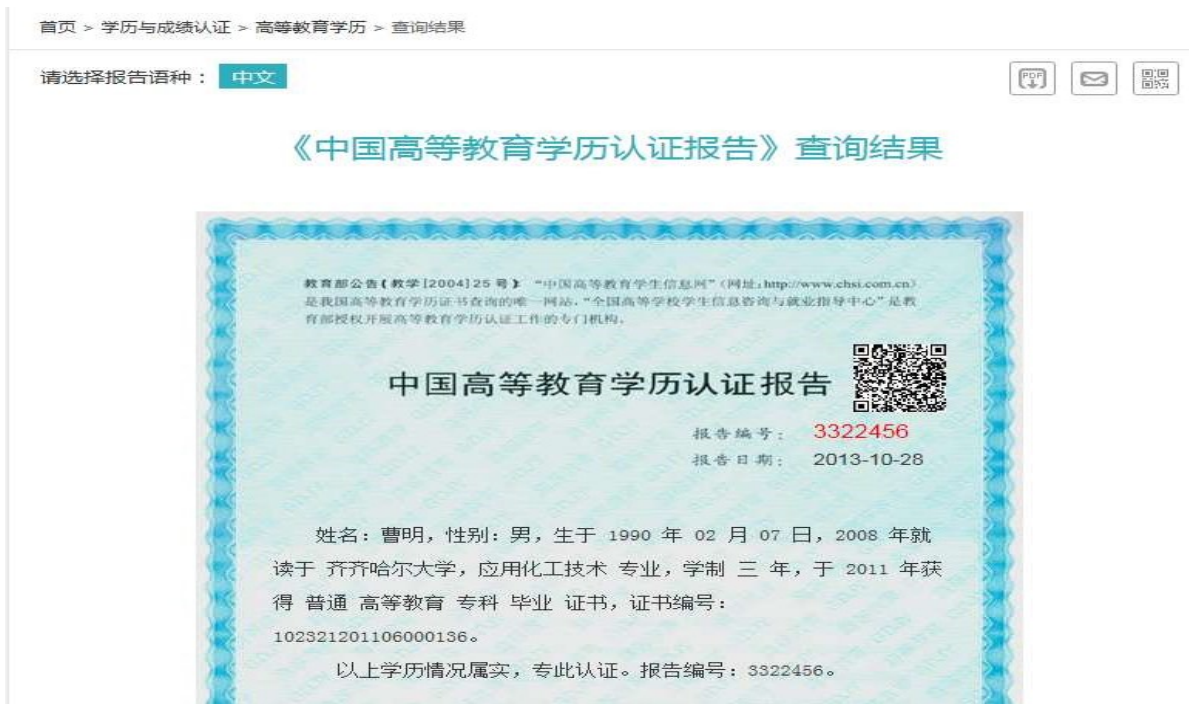 首页 > 学历与成绩认证 > 高等教育学历 > 查询结果
请选择报告语种： 中文
PDF
《中国高等教育学历认证报告》查询结果
教育部公告【教学[2004]25号】 “中国高等教育学生信息网”（网址：http://www.chsi.com.cn）
是我国高等教育学历证书查询的唯一网站。“全国高等学校学生信息咨询与就业指导中心”是教
育部授权开展高等教育学历认证工作的专门机构。
中国高等教育学历认证报告
报告编号： 3322456
报告日期： 2013-10-28
姓名：曹明，性别：男，生于 1990 年 02 月 07 日，2008 年就
读于 齐齐哈尔大学，应用化工技术 专业，学制 三 年，于 2011 年获
得 普通 高等教育 专科 毕业 证书，证书编号：
102321201106000136。
以上学历情况属实，专此认证。报告编号：3322456。